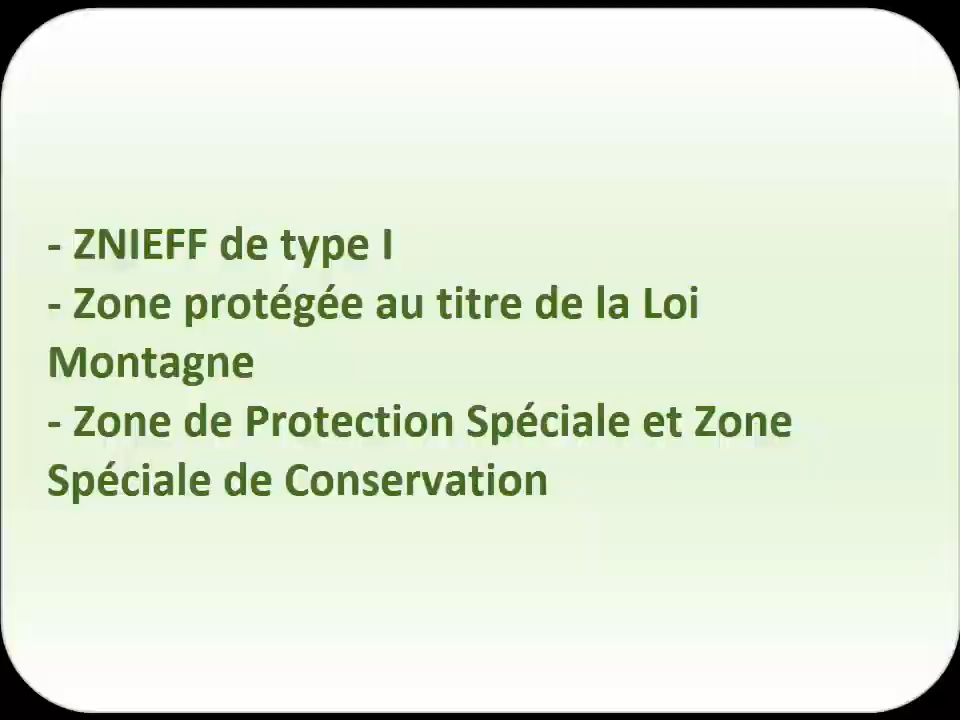 - ZNIEFF de type I
- Zone protégée au titre de la Loi
Montagne
- Zone de Protection Spéciale et Zone
Spéciale de Conservation